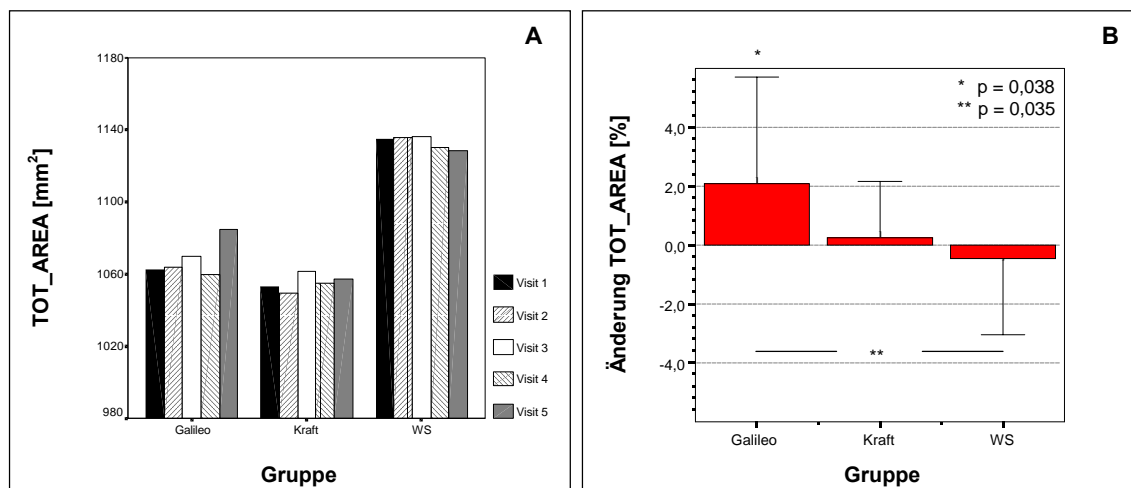 A
TOT_AREA [mm²]
1180
1140
1100
1060
1020
980
Galileo
Kraft
WS
Gruppe
Visit 1
Visit 2
Visit 3
Visit 4
Visit 5
B
Änderung TOT_AREA [%]
4,0
2,0
0,0
-2,0
-4,0
*
* p = 0,038
** p = 0,035
**
Galileo
Kraft
WS
Gruppe